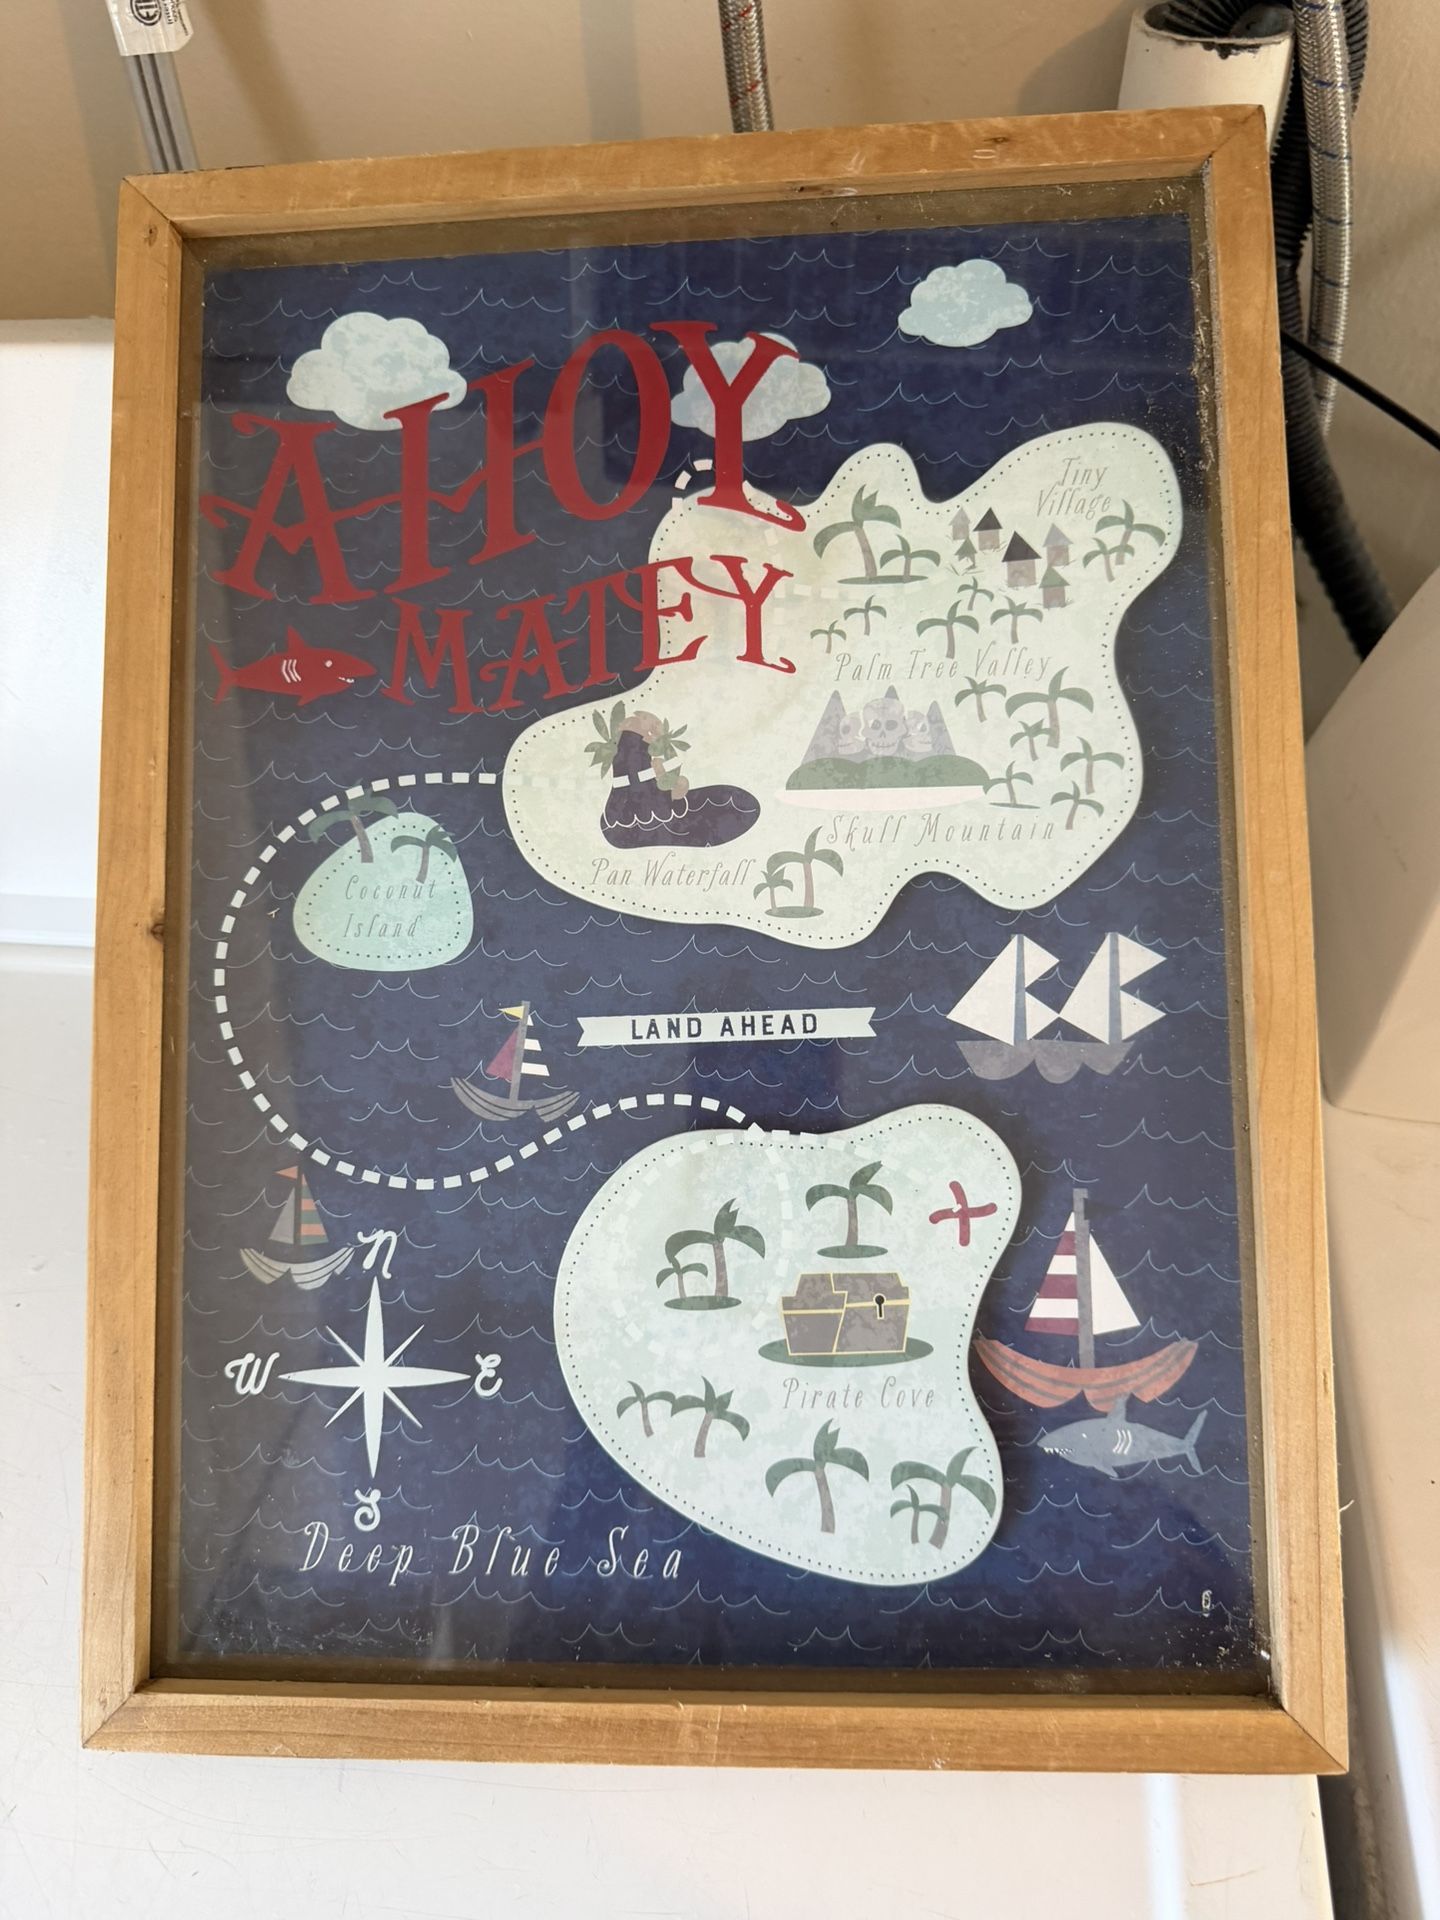 AHOY
MATEY
Tiny
Village
Palm Tree Valley
Skull Mountain
Pan Waterfall
Coconut
Island
LAND AHEAD
N
W E
S
Pirate Cove
Deep Blue Sea